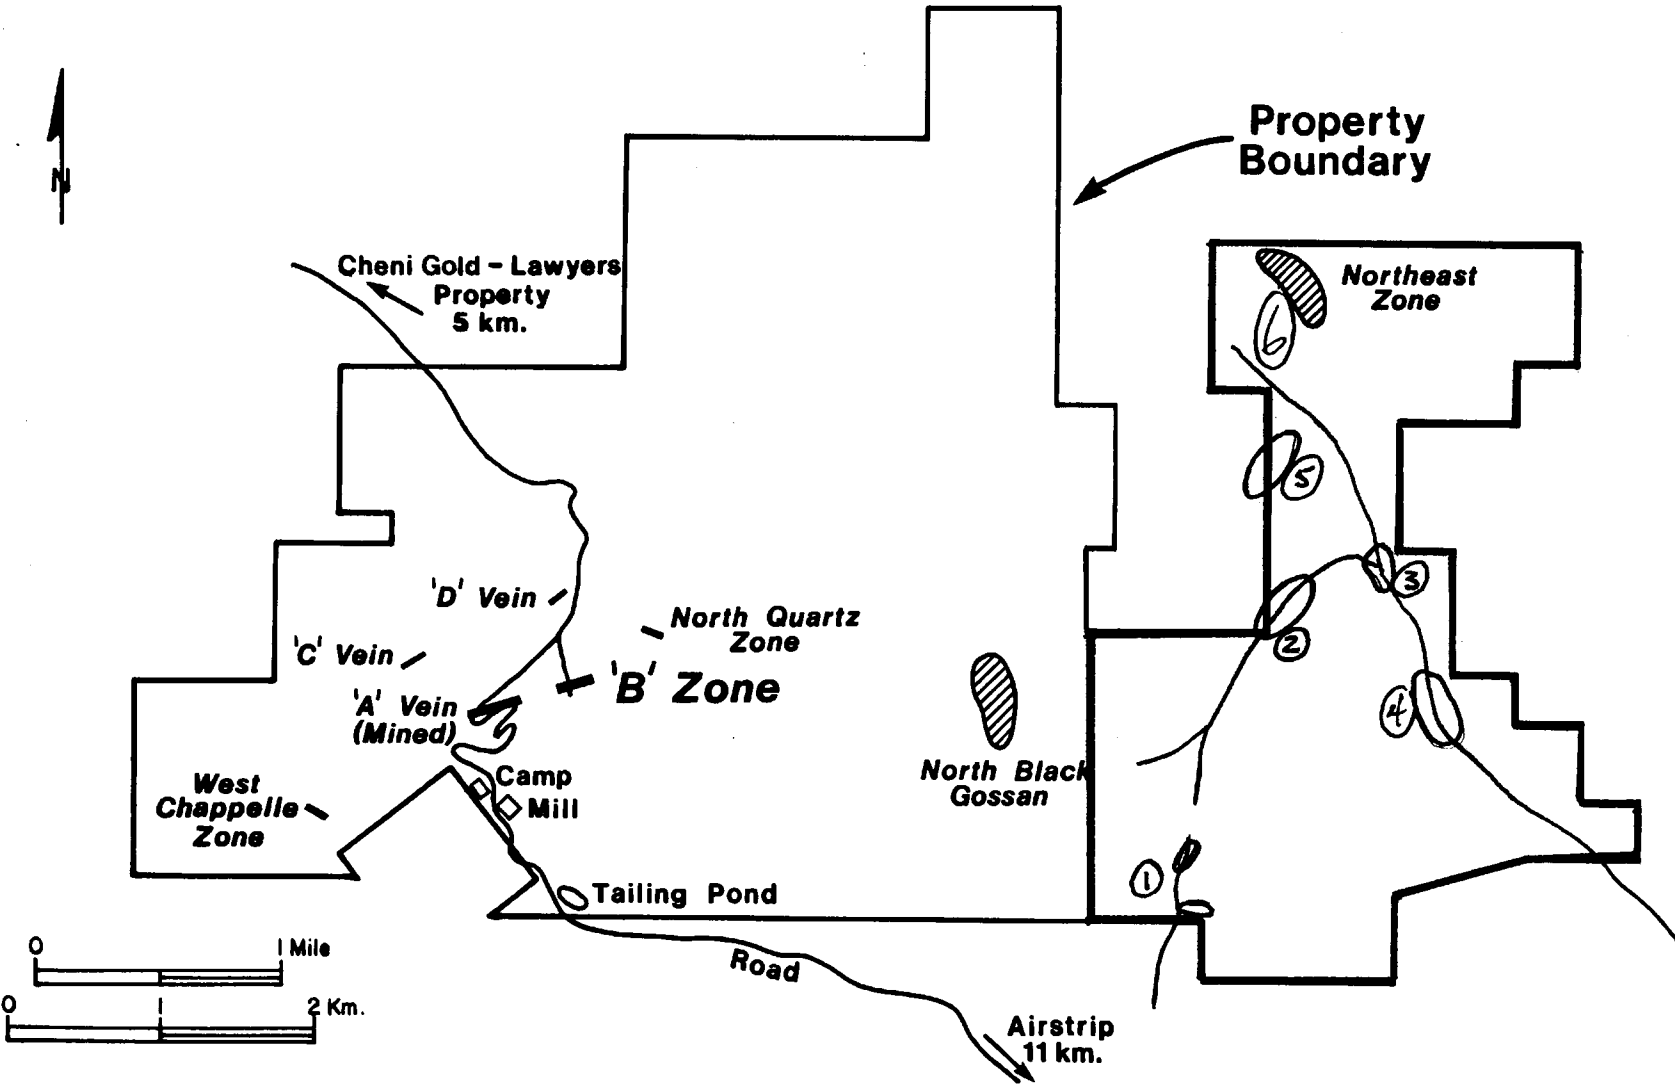 Property
Boundary
N
Cheni Gold - Lawyers
Property
5 km.
Northeast
Zone
6
5
'D' Vein
3
North Quartz
Zone
2
'C' Vein
'B' Zone
'A' Vein
(Mined)
4
North Black
Gossan
West
Chappelle
Zone
Camp
Mill
1
Tailing Pond
Road
0 1 Mile
0 1 2 Km.
Airstrip
11 km.